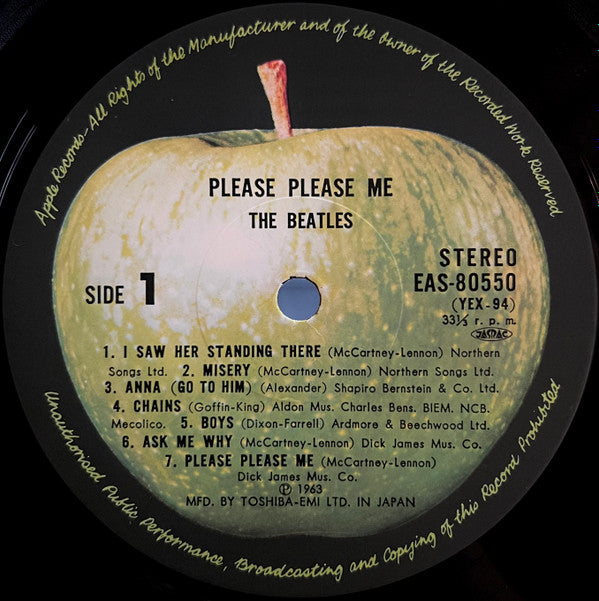 Apple Records-All Rights of the Manufacturer and of the Owner of the Recorded Work Reserved
PLEASE PLEASE ME
THE BEATLES
SIDE 1
STEREO
EAS-80550
(YEX-94)
33⅓ r. p. m.
JASRAC
1. I SAW HER STANDING THERE (McCartney-Lennon) Northern
Songs Ltd. 2. MISERY (McCartney-Lennon) Northern Songs Ltd.
3. ANNA (GO TO HIM) (Alexander) Shapiro Bernstein & Co. Ltd.
4. CHAINS (Goffin-King) Aldon Mus. Charles Bens. BIEM. NCB.
Mecolico. 5. BOYS (Dixon-Farrell) Ardmore & Beechwood Ltd.
6. ASK ME WHY (McCartney-Lennon) Dick James Mus. Co.
7. PLEASE PLEASE ME (McCartney-Lennon)
Dick James Mus. Co.
Ⓟ 1963
MFD. BY TOSHIBA-EMI LTD. IN JAPAN
Unauthorised Public Performance, Broadcasting and Copying of this Record Prohibited